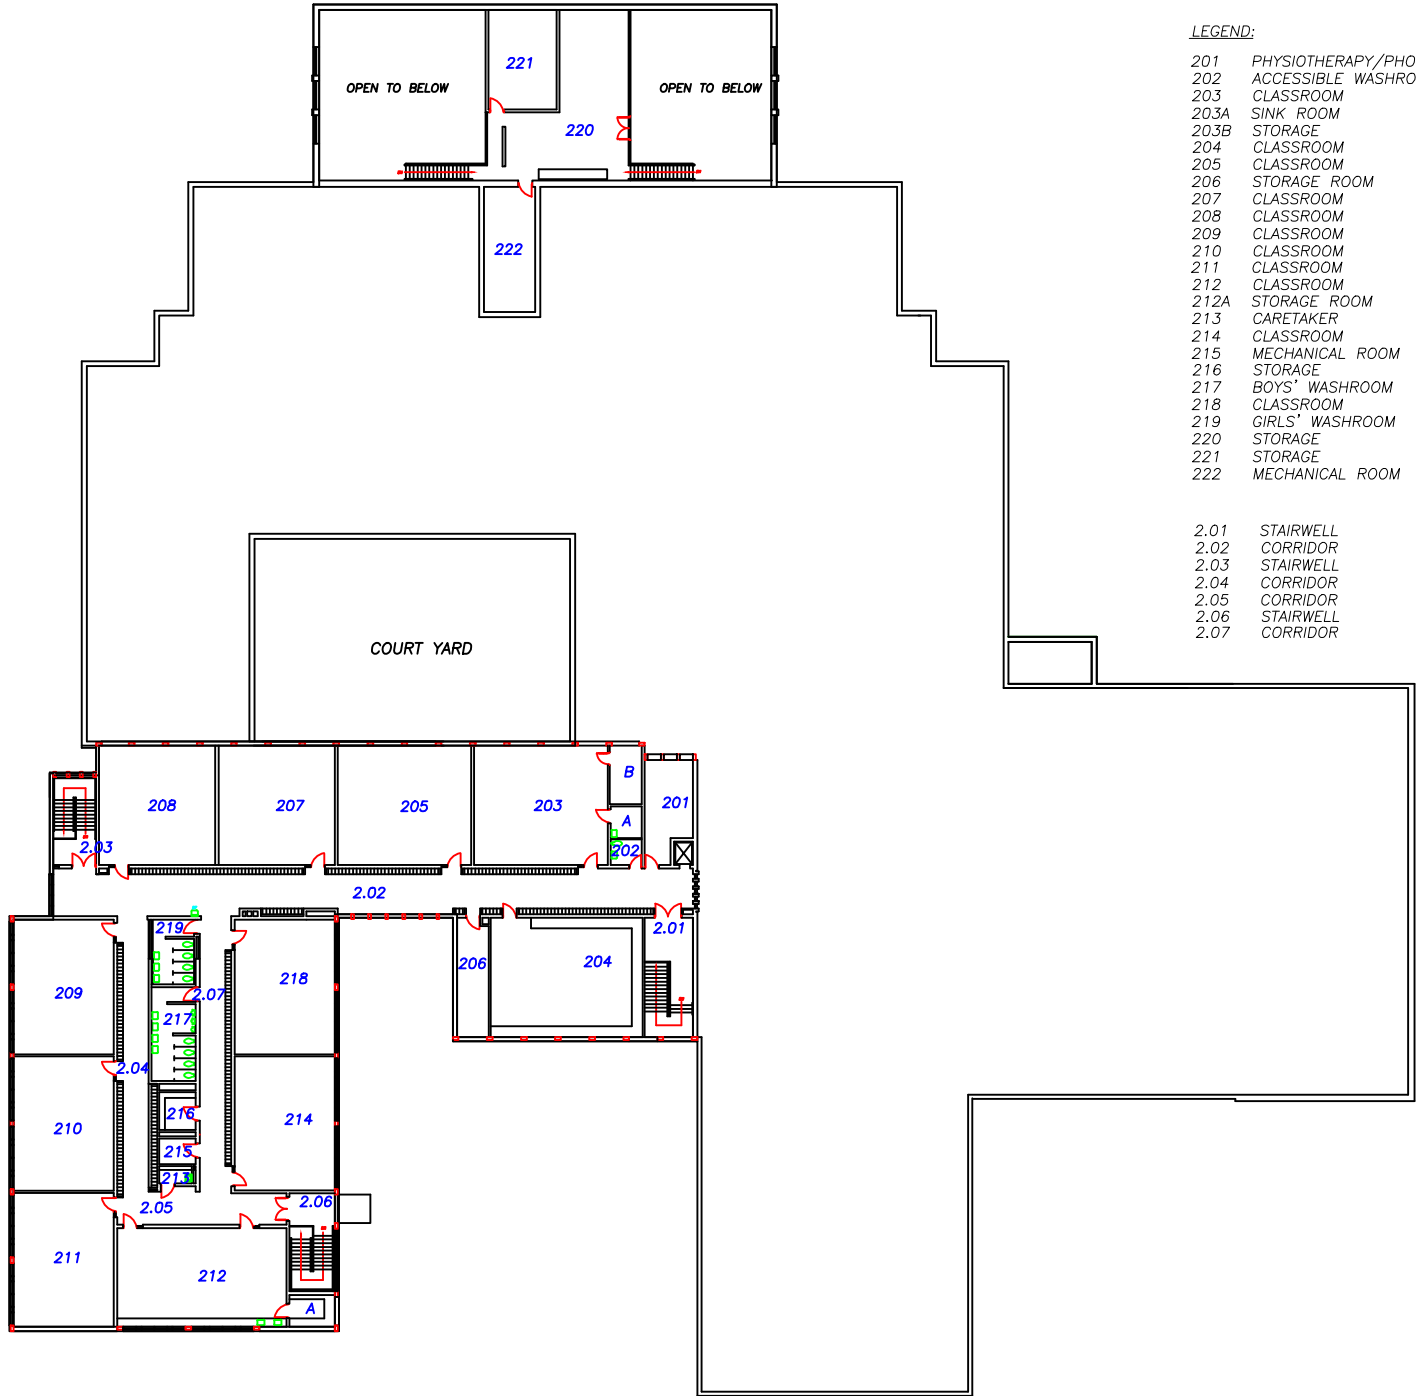 LEGEND:
201 PHYSIOTHERAPY/PHO
202 ACCESSIBLE WASHRO
203 CLASSROOM
203A SINK ROOM
203B STORAGE
204 CLASSROOM
205 CLASSROOM
206 STORAGE ROOM
207 CLASSROOM
208 CLASSROOM
209 CLASSROOM
210 CLASSROOM
211 CLASSROOM
212 CLASSROOM
212A STORAGE ROOM
213 CARETAKER
214 CLASSROOM
215 MECHANICAL ROOM
216 STORAGE
217 BOYS' WASHROOM
218 CLASSROOM
219 GIRLS' WASHROOM
220 STORAGE
221 STORAGE
222 MECHANICAL ROOM
2.01 STAIRWELL
2.02 CORRIDOR
2.03 STAIRWELL
2.04 CORRIDOR
2.05 CORRIDOR
2.06 STAIRWELL
2.07 CORRIDOR
221
OPEN TO BELOW
OPEN TO BELOW
220
222
COURT YARD
B
208
207
205
203
201
A
2.03
202
2.02
219
2.01
206
204
218
209
2.07
217
2.04
216
214
210
215
213
2.05
2.06
211
212
A